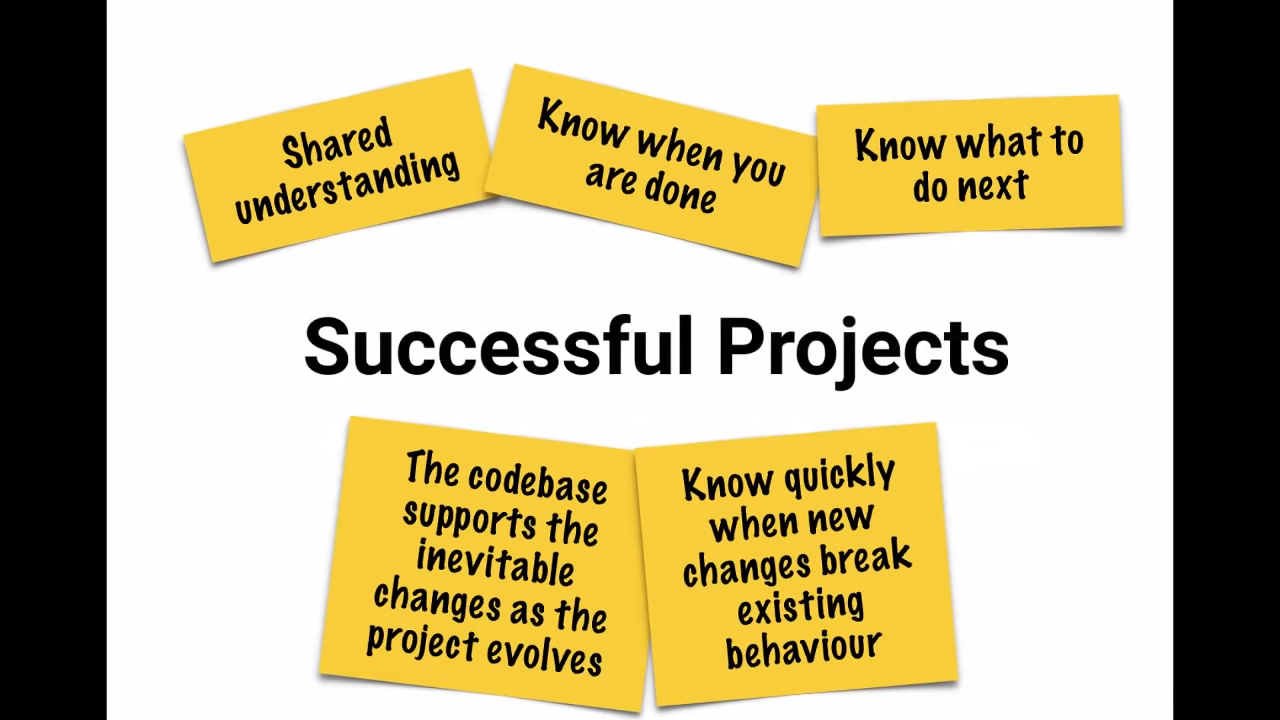 Shared
understanding
Know when you
are done
Know what to
do next
Successful Projects
The codebase
supports the
inevitable
changes as the
project evolves
Know quickly
when new
changes break
existing
behaviour